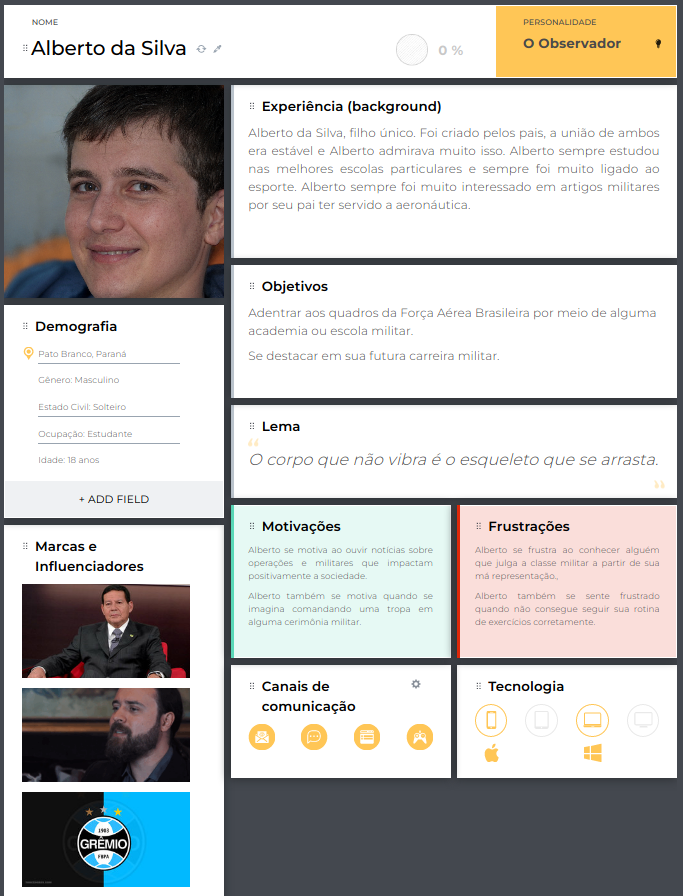 NOME
Alberto da Silva
0 %
PERSONALIDADE
O Observador
Experiência (background)
Alberto da Silva, filho único. Foi criado pelos pais, a união de ambos
era estável e Alberto admirava muito isso. Alberto sempre estudou
nas melhores escolas particulares e sempre foi muito ligado ao
esporte. Alberto sempre foi muito interessado em artigos militares
por seu pai ter servido a aeronáutica.
Objetivos
Adentrar aos quadros da Força Aérea Brasileira por meio de alguma
academia ou escola militar.
Se destacar em sua futura carreira militar.
Demografia
Pato Branco, Paraná
Gênero: Masculino
Estado Civil: Solteiro
Ocupação: Estudante
Idade: 18 anos
+ ADD FIELD
Lema
“
O corpo que não vibra é o esqueleto que se arrasta.
”
Motivações
Alberto se motiva ao ouvir notícias sobre
operações e militares que impactam
positivamente a sociedade.
Alberto também se motiva quando se
imagina comandando uma tropa em
alguma cerimônia militar.
Frustrações
Alberto se frustra ao conhecer alguém
que julga a classe militar a partir de sua
má representação.,
Alberto também se sente frustrado
quando não consegue seguir sua rotina
de exercícios corretamente.
Marcas e
Influenciadores
1903
GRÊMIO
FBPA
Canais de
comunicação
Tecnologia